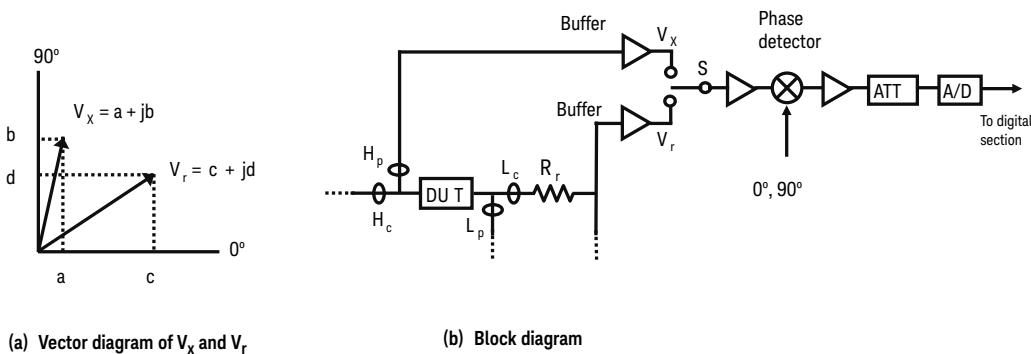 90º
V_x = a + jb
b
d
V_r = c + jd
0º
a
c
(a) Vector diagram of V_x and V_r
Buffer
V_X
Phase
detector
S
Buffer
V_r
ATT
A/D
To digital
section
H_p
L_c
R_r
DU T
H_c
L_p
0º, 90º
(b) Block diagram